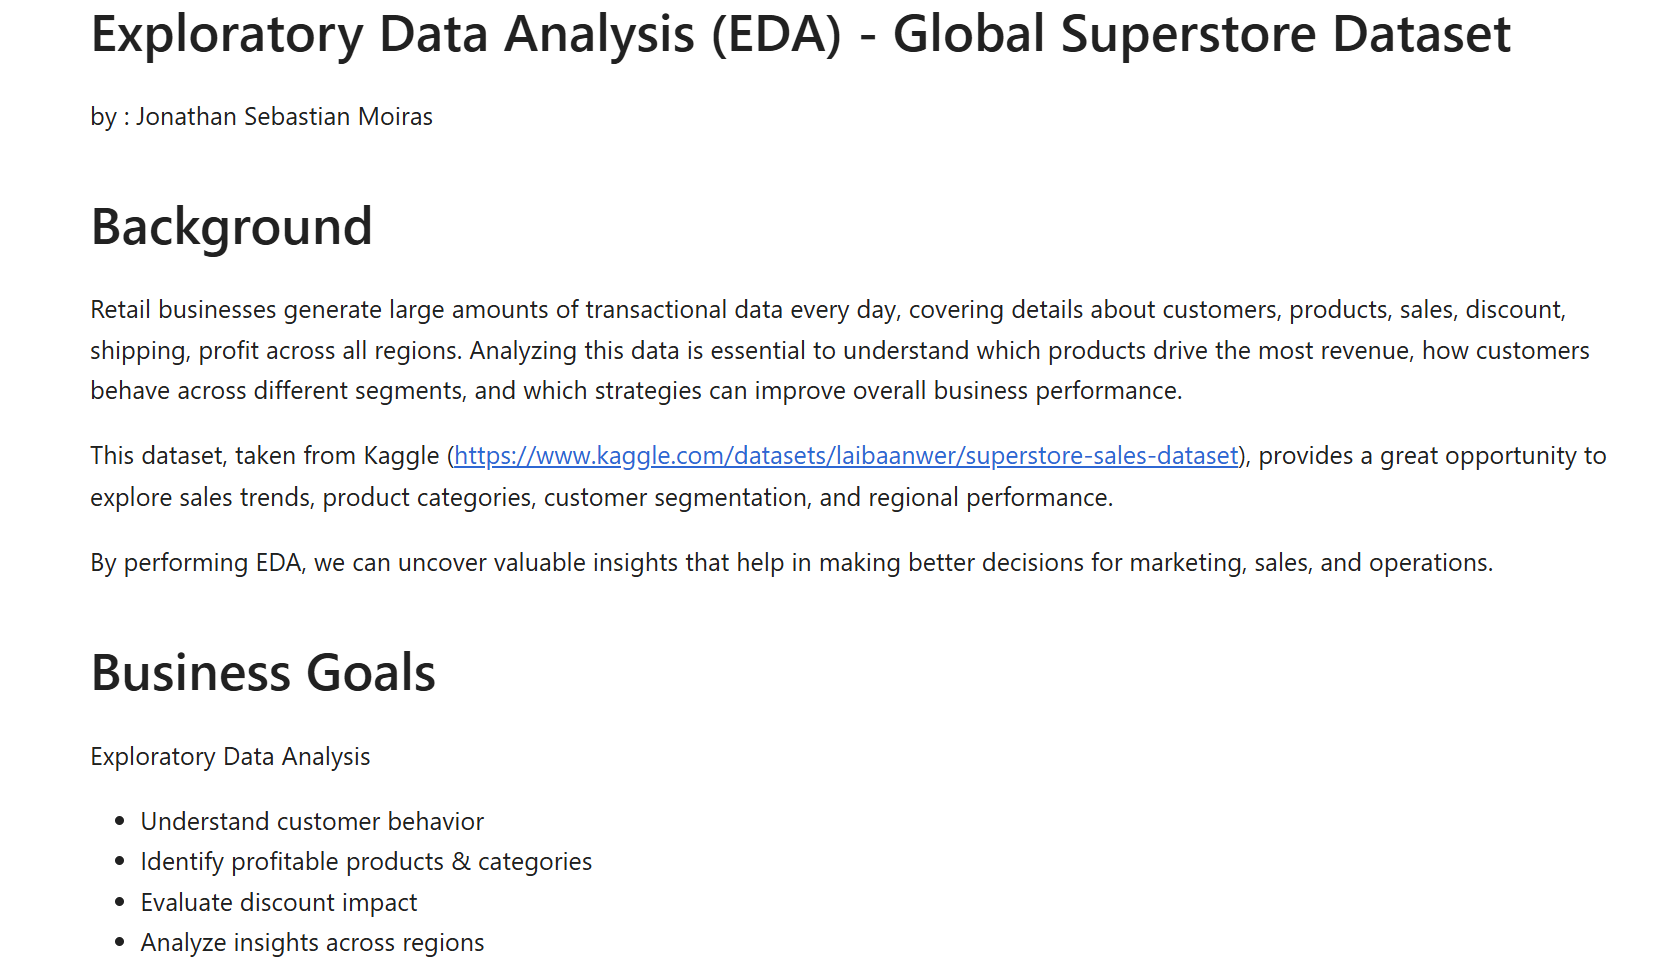 Exploratory Data Analysis (EDA) - Global Superstore Dataset
by : Jonathan Sebastian Moiras
Background
Retail businesses generate large amounts of transactional data every day, covering details about customers, products, sales, discount,
shipping, profit across all regions. Analyzing this data is essential to understand which products drive the most revenue, how customers
behave across different segments, and which strategies can improve overall business performance.
This dataset, taken from Kaggle (https://www.kaggle.com/datasets/laibaanwer/superstore-sales-dataset), provides a great opportunity to
explore sales trends, product categories, customer segmentation, and regional performance.
By performing EDA, we can uncover valuable insights that help in making better decisions for marketing, sales, and operations.
Business Goals
Exploratory Data Analysis
• Understand customer behavior
• Identify profitable products & categories
• Evaluate discount impact
• Analyze insights across regions